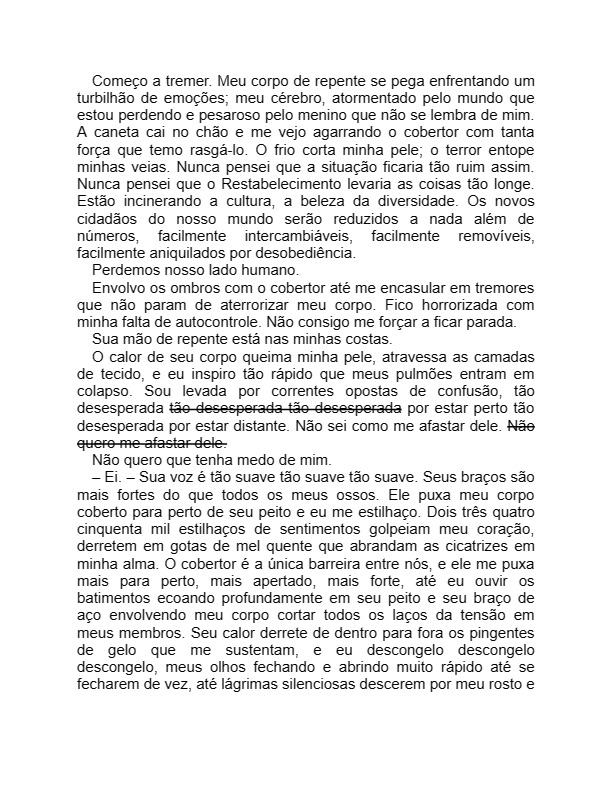 Começo a tremer. Meu corpo de repente se pega enfrentando um
turbilhão de emoções; meu cérebro, atormentado pelo mundo que
estou perdendo e pesaroso pelo menino que não se lembra de mim.
A caneta cai no chão e me vejo agarrando o cobertor com tanta
força que temo rasgá-lo. O frio corta minha pele; o terror entope
minhas veias. Nunca pensei que a situação ficaria tão ruim assim.
Nunca pensei que o Restabelecimento levaria as coisas tão longe.
Estão incinerando a cultura, a beleza da diversidade. Os novos
cidadãos do nosso mundo serão reduzidos a nada além de
números, facilmente intercambiáveis, facilmente removíveis,
facilmente aniquilados por desobediência.
Perdemos nosso lado humano.
Envolvo os ombros com o cobertor até me encasular em tremores
que não param de aterrorizar meu corpo. Fico horrorizada com
minha falta de autocontrole. Não consigo me forçar a ficar parada.
Sua mão de repente está nas minhas costas.
O calor de seu corpo queima minha pele, atravessa as camadas
de tecido, e eu inspiro tão rápido que meus pulmões entram em
colapso. Sou levada por correntes opostas de confusão, tão
desesperada tão desesperada tão desesperada por estar perto tão
desesperada por estar distante. Não sei como me afastar dele. Não
quero me afastar dele.
Não quero que tenha medo de mim.
– Ei. – Sua voz é tão suave tão suave tão suave. Seus braços são
mais fortes do que todos os meus ossos. Ele puxa meu corpo
coberto para perto de seu peito e eu me estilhaço. Dois três quatro
cinquenta mil estilhaços de sentimentos golpeiam meu coração,
derretem em gotas de mel quente que abrandam as cicatrizes em
minha alma. O cobertor é a única barreira entre nós, e ele me puxa
mais para perto, mais apertado, mais forte, até eu ouvir os
batimentos ecoando profundamente em seu peito e seu braço de
aço envolvendo meu corpo cortar todos os laços da tensão em
meus membros. Seu calor derrete de dentro para fora os pingentes
de gelo que me sustentam, e eu descongelo descongelo
descongelo, meus olhos fechando e abrindo muito rápido até se
fecharem de vez, até lágrimas silenciosas descerem por meu rosto e